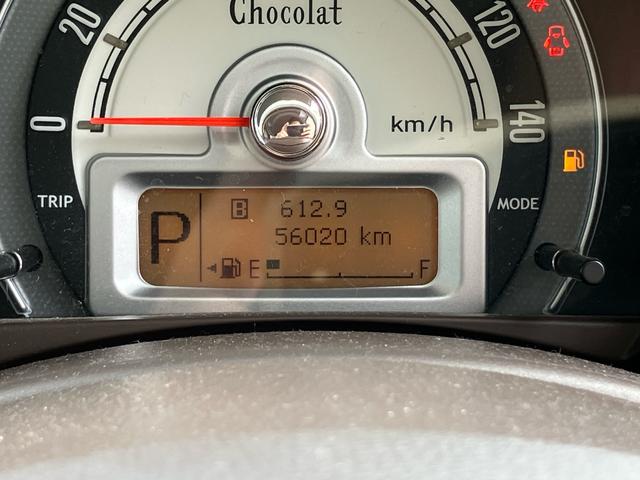 Chocolat
20
120
0
km/h
140
TRIP
MODE
P
B 612.9
56020 km
E F